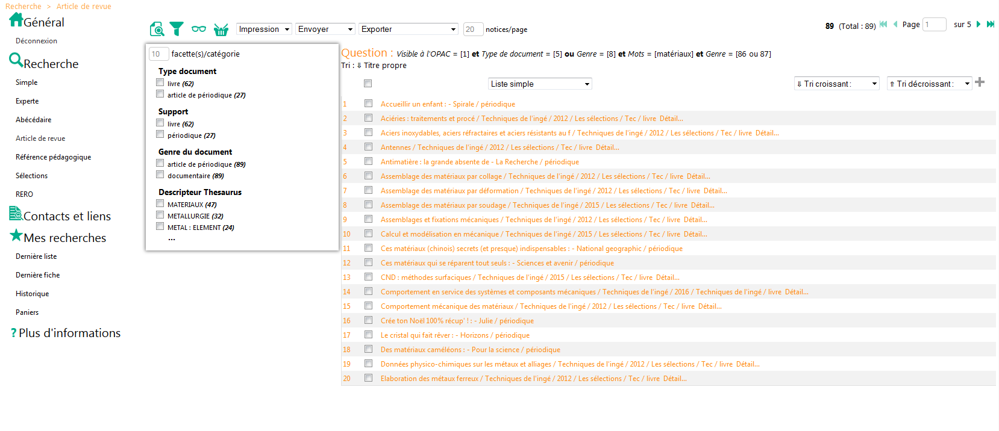 Recherche > Article de revue
Général
Déconnexion
Recherche
Simple
Experte
Abécédaire
Article de revue
Référence pédagogique
Sélections
RERO
Contacts et liens
Mes recherches
Dernière liste
Dernière fiche
Historique
Paniers
? Plus d'informations
Impression Envoyer Exporter 20 notices/page
89 (Total : 89) Page 1 sur 5
10 facette(s)/catégorie
Type document
livre (62)
article de périodique (27)
Support
livre (62)
périodique (27)
Genre du document
article de périodique (89)
documentaire (89)
Descripteur Thesaurus
MATERIAUX (47)
METALLURGIE (32)
METAL : ELEMENT (24)
...
Question : Visible à l'OPAC = [1] et Type de document = [5] ou Genre = [8] et Mots = [matériaux] et Genre = [86 ou 87]
Tri : ⇓ Titre propre
Liste simple ⇓ Tri croissant : ⇑ Tri décroissant :
1 Accueillir un enfant : - Spirale / périodique
2 Aciéries : traitements et procé / Techniques de l'ingé / 2012 / Les sélections / Tec / livre Détail...
3 Aciers inoxydables, aciers réfractaires et aciers résistants au f / Techniques de l'ingé / 2012 / Les sélections / Tec / livre Détail...
4 Antennes / Techniques de l'ingé / 2012 / Les sélections / Tec / livre Détail...
5 Antimatière : la grande absente de - La Recherche / périodique
6 Assemblage des matériaux par collage / Techniques de l'ingé / 2012 / Les sélections / Tec / livre Détail...
7 Assemblage des matériaux par déformation / Techniques de l'ingé / 2012 / Les sélections / Tec / livre Détail...
8 Assemblage des matériaux par soudage / Techniques de l'ingé / 2015 / Les sélections / Tec / livre Détail...
9 Assemblages et fixations mécaniques / Techniques de l'ingé / 2012 / Les sélections / Tec / livre Détail...
10 Calcul et modélisation en mécanique / Techniques de l'ingé / 2015 / Les sélections / Tec / livre Détail...
11 Ces matériaux (chinois) secrets (et presque) indispensables : - National geographic / périodique
12 Ces matériaux qui se réparent tout seuls : - Sciences et avenir / périodique
13 CND : méthodes surfaciques / Techniques de l'ingé / 2015 / Les sélections / Tec / livre Détail...
14 Comportement en service des systèmes et composants mécaniques / Techniques de l'ingé / 2016 / Techniques de l'ingé / livre Détail...
15 Comportement mécanique des matériaux / Techniques de l'ingé / 2012 / Les sélections / Tec / livre Détail...
16 Crée ton Noël 100% récup' ! : - Julie / périodique
17 Le cristal qui fait rêver : - Horizons / périodique
18 Des matériaux caméléons : - Pour la science / périodique
19 Données physico-chimiques sur les métaux et alliages / Techniques de l'ingé / 2012 / Les sélections / Tec / livre Détail...
20 Elaboration des métaux ferreux / Techniques de l'ingé / 2012 / Les sélections / Tec / livre Détail...